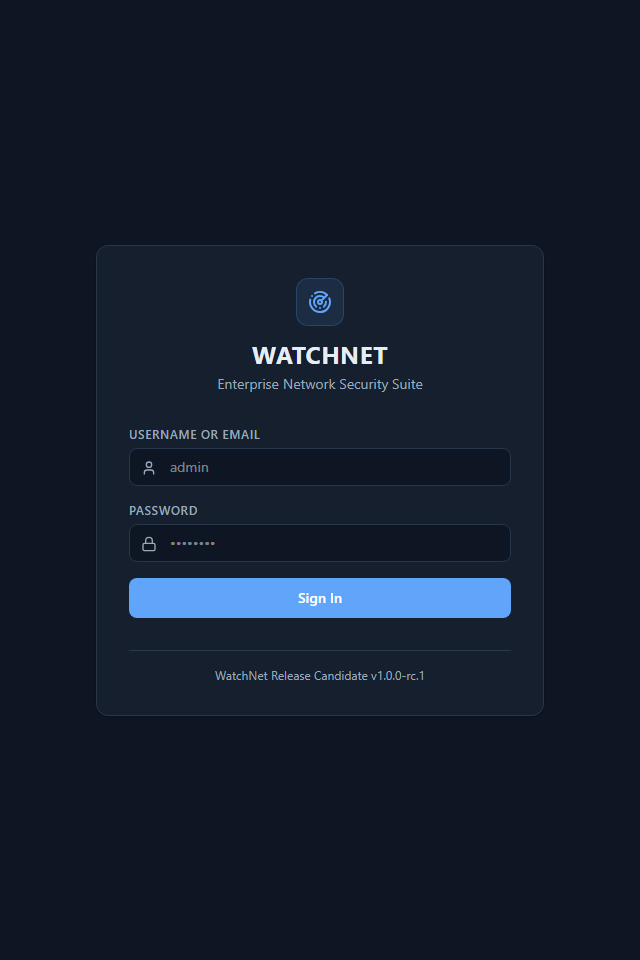 WATCHNET
Enterprise Network Security Suite
USERNAME OR EMAIL
admin
PASSWORD
••••••••
Sign In
WatchNet Release Candidate v1.0.0-rc.1